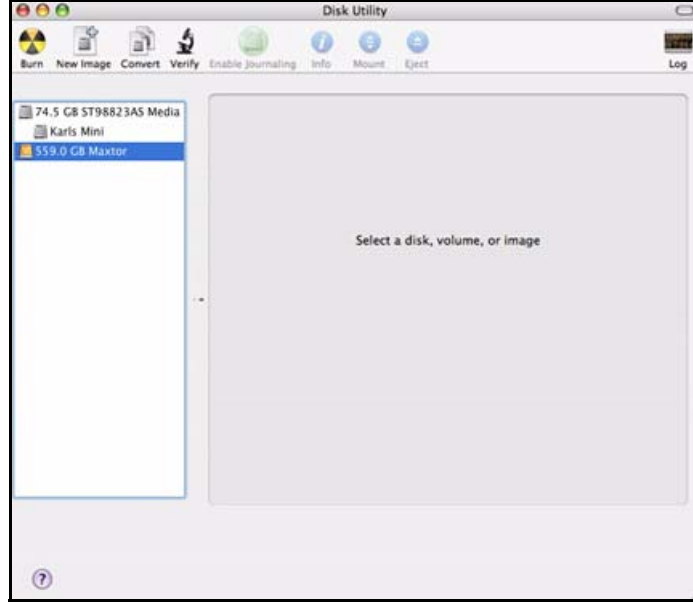 Disk Utility
Burn New Image Convert Verify Enable Journaling Info Mount Eject Log
74.5 GB ST98823AS Media
Karls Mini
559.0 GB Maxtor
Select a disk, volume, or image
?